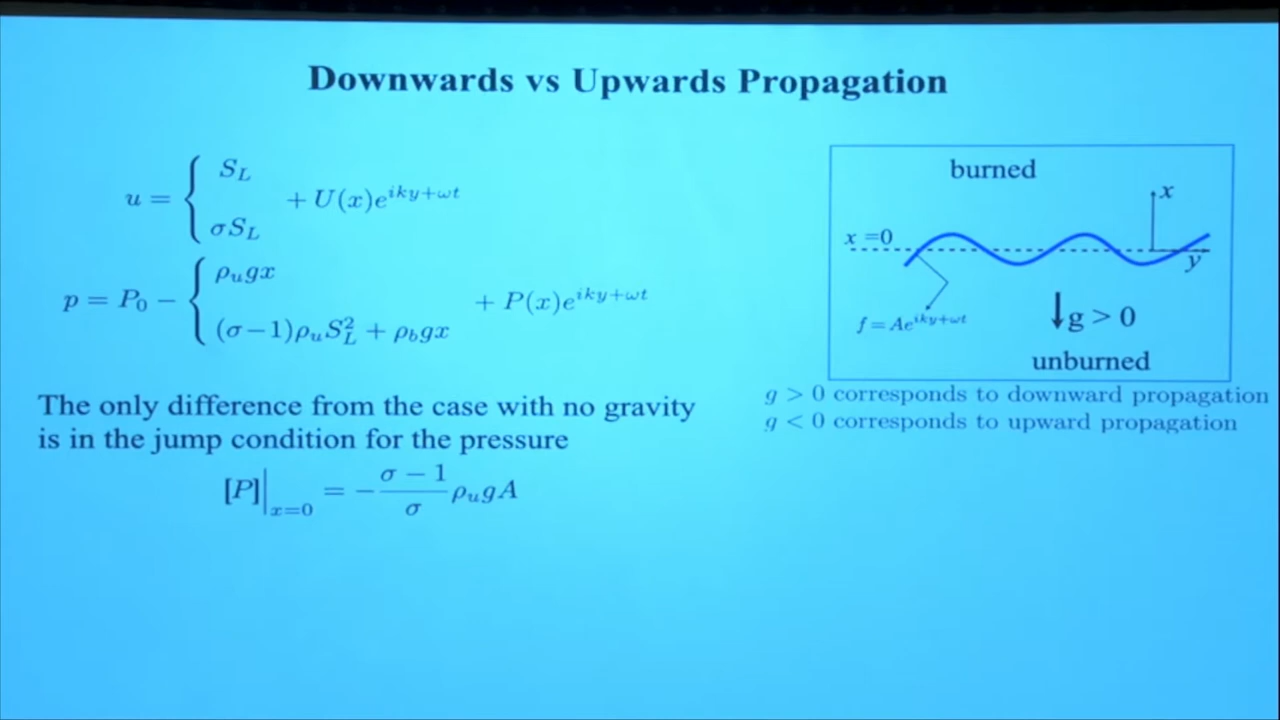 Downwards vs Upwards Propagation
u = { S_L
σS_L
+ U(x)e^{iky+ωt}
p = P_0 − { ρ_u gx
(σ−1)ρ_u S_L^2 + ρ_b gx
+ P(x)e^{iky+ωt}
The only difference from the case with no gravity
is in the jump condition for the pressure
[P]|_{x=0} = − \frac{σ − 1}{σ} ρ_u gA
burned
x
x =0
y
f = Ae^{iky+ωt}
g > 0
unburned
g > 0 corresponds to downward propagation
g < 0 corresponds to upward propagation